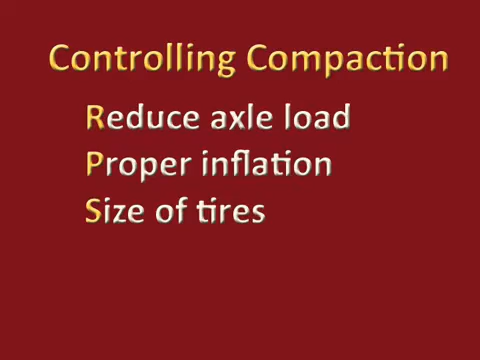 Controlling Compaction
Reduce axle load
Proper inflation
Size of tires